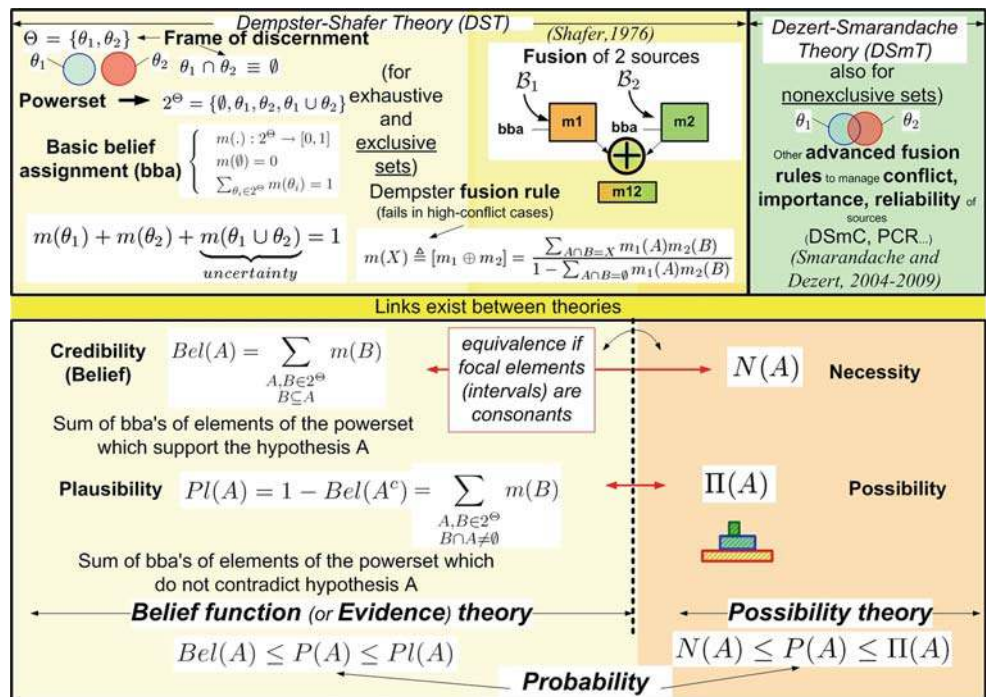 Dempster-Shafer Theory (DST)
Θ = {θ₁, θ₂}
Frame of discernment
θ₁
θ₂
θ₁ ∩ θ₂ ≡ ∅
Powerset
2^Θ = {∅, θ₁, θ₂, θ₁ ∪ θ₂}
Basic belief
assignment (bba)
m(.) : 2^Θ → [0, 1]
m(∅) = 0
∑_{θᵢ∈2^Θ} m(θᵢ) = 1
m(θ₁) + m(θ₂) + m(θ₁ ∪ θ₂) = 1
uncertainty
(for
exhaustive
and
exclusive
sets)
(Shafer,1976)
Fusion of 2 sources
B₁
B₂
bba
m1
bba
m2
m12
Dempster fusion rule
(fails in high-conflict cases)
m(X) ≜ [m₁ ⊕ m₂] = ∑_{A∩B=X} m₁(A)m₂(B) / 1 − ∑_{A∩B=∅} m₁(A)m₂(B)
Dezert-Smarandache
Theory (DSmT)
also for
nonexclusive sets)
θ₁
θ₂
Other advanced fusion
rules to manage conflict,
importance, reliability of
sources
(DSmC, PCR...)
(Smarandache and
Dezert, 2004-2009)
Links exist between theories
Credibility
(Belief)
Bel(A) = ∑ m(B)
A,B∈2^Θ
B⊆A
equivalence if
focal elements
(intervals) are
consonants
N(A)
Necessity
Sum of bba's of elements of the powerset
which support the hypothesis A
Plausibility
Pl(A) = 1 − Bel(Aᶜ) = ∑ m(B)
A,B∈2^Θ
B∩A≠∅
Π(A)
Possibility
Sum of bba's of elements of the powerset which
do not contradict hypothesis A
Belief function (or Evidence) theory
Possibility theory
Bel(A) ≤ P(A) ≤ Pl(A)
N(A) ≤ P(A) ≤ Π(A)
Probability